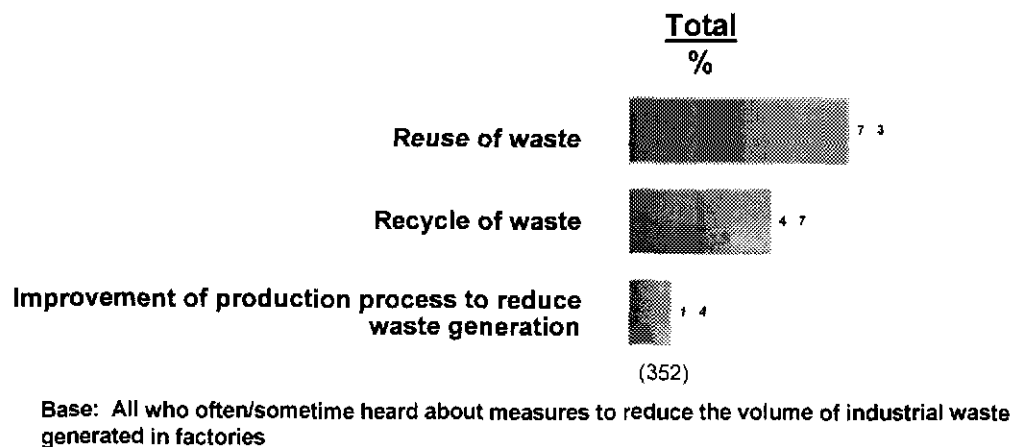 Total
%
Reuse of waste
7 3
Recycle of waste
4 7
Improvement of production process to reduce
waste generation
1 4
(352)
Base: All who often/sometime heard about measures to reduce the volume of industrial waste
generated in factories